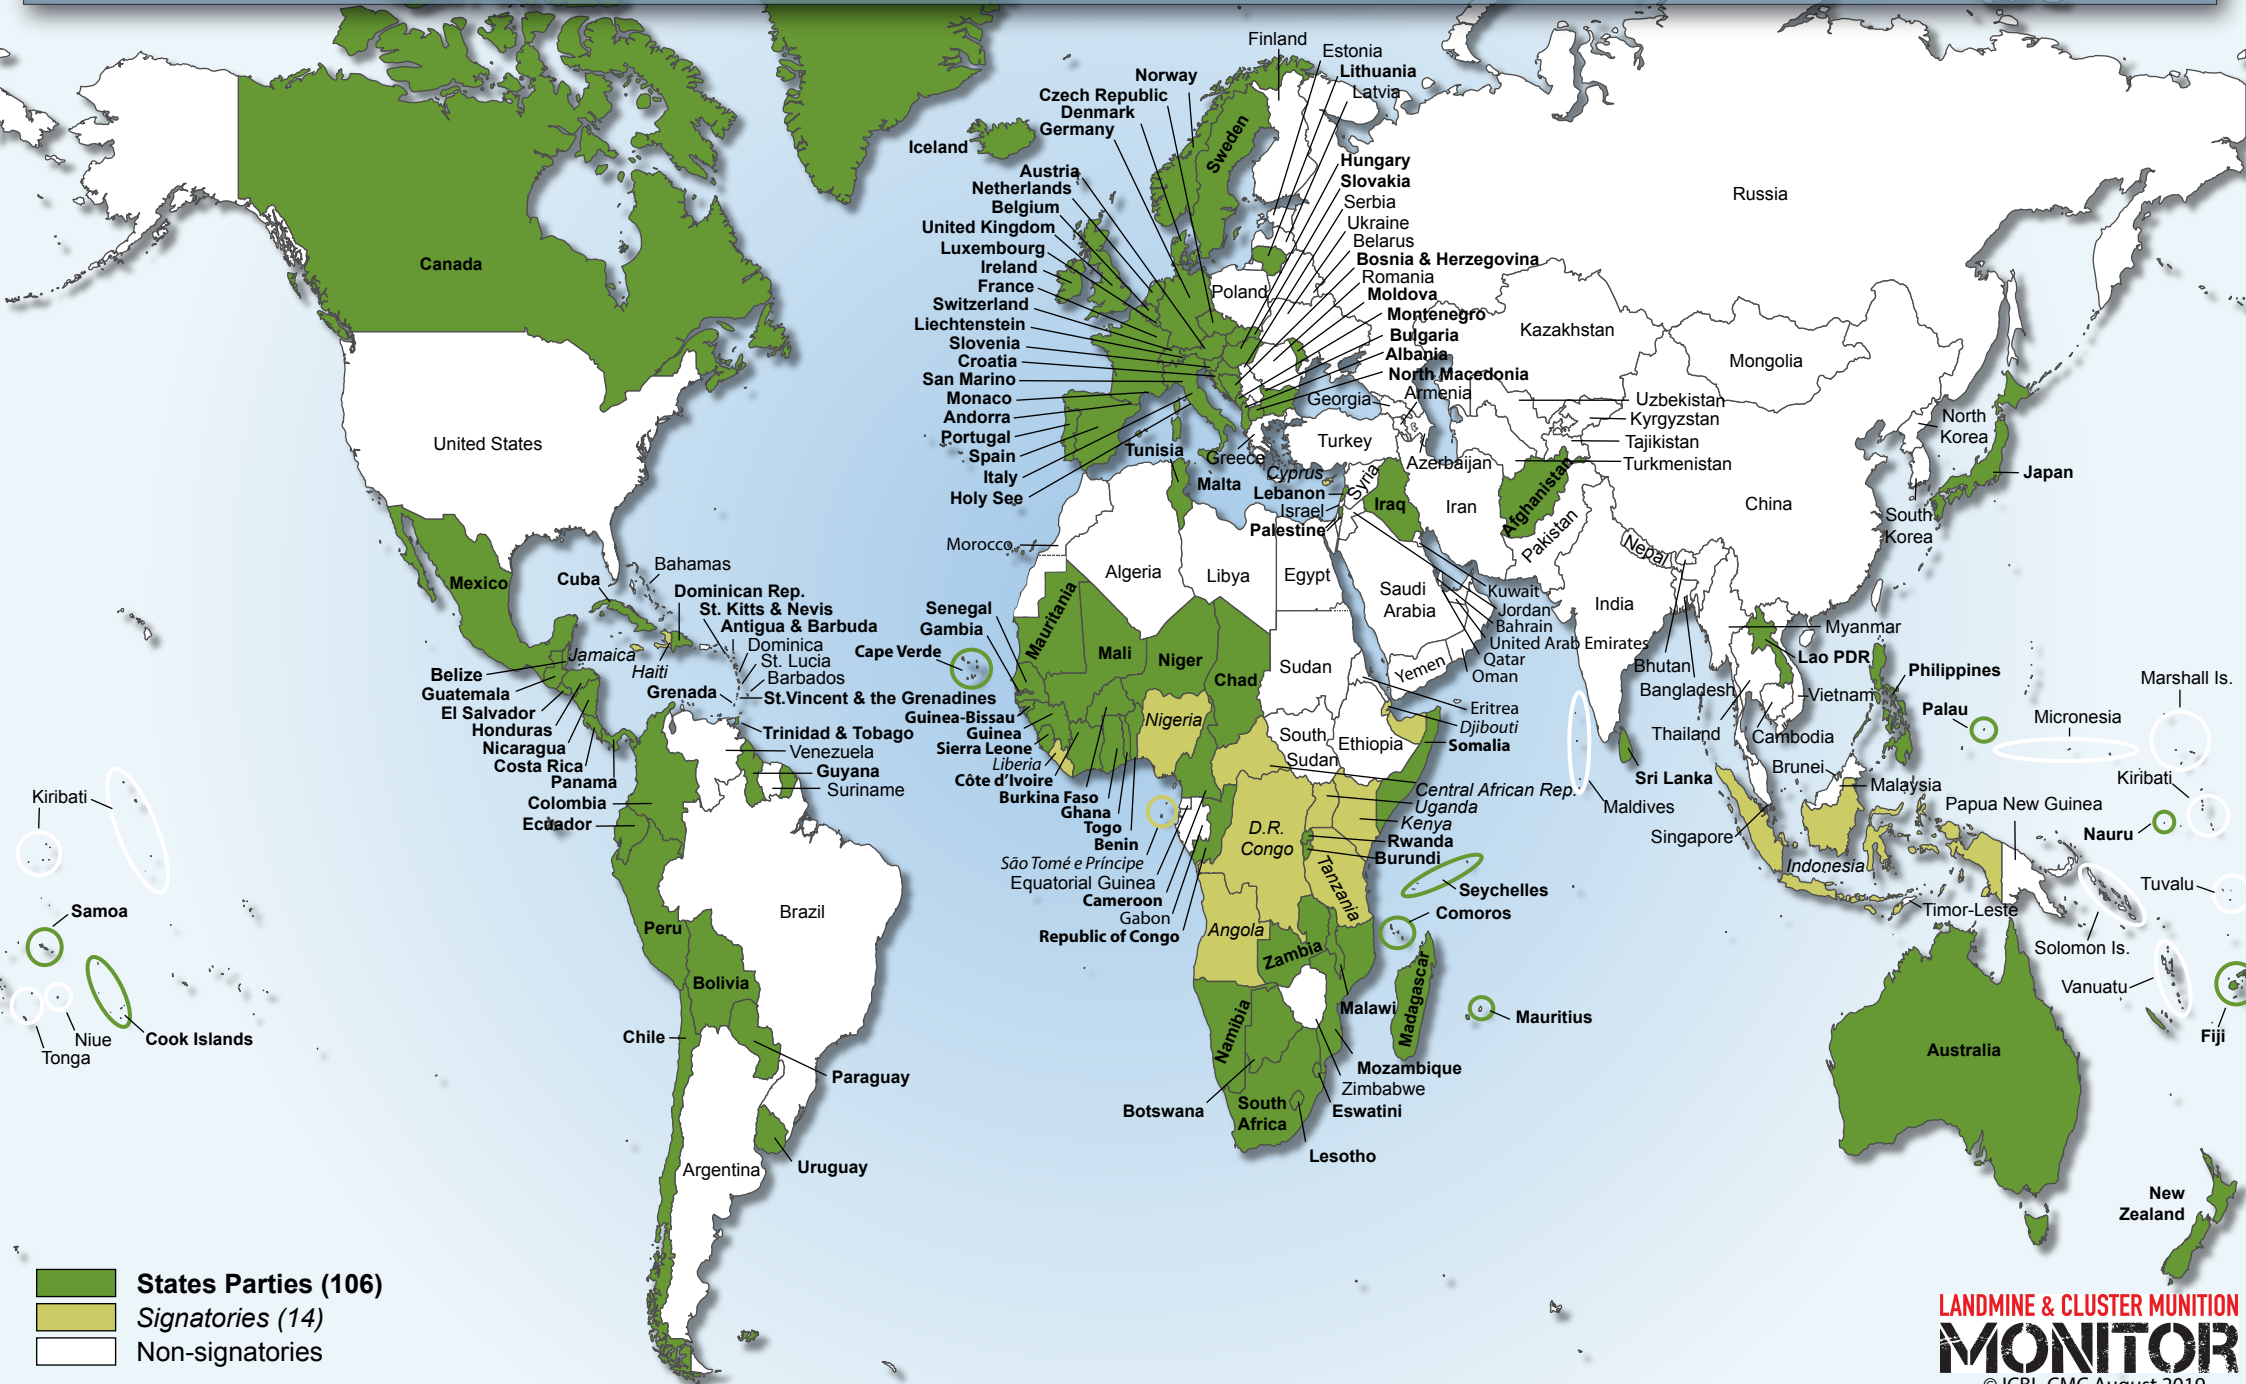 Finland
Estonia
Lithuania
Latvia
Norway
Czech Republic
Denmark
Germany
Iceland
Sweden
Austria
Netherlands
Belgium
United Kingdom
Luxembourg
Ireland
France
Switzerland
Liechtenstein
Slovenia
Croatia
San Marino
Monaco
Andorra
Portugal
Spain
Italy
Holy See
Hungary
Slovakia
Serbia
Ukraine
Belarus
Bosnia & Herzegovina
Romania
Moldova
Montenegro
Bulgaria
Albania
North Macedonia
Armenia
Georgia
Poland
Russia
Kazakhstan
Mongolia
Uzbekistan
Kyrgyzstan
Tajikistan
Turkmenistan
North
Korea
South
Korea
Japan
China
Canada
United States
Mexico
Cuba
Bahamas
Dominican Rep.
St. Kitts & Nevis
Antigua & Barbuda
Dominica
St. Lucia
Barbados
St.Vincent & the Grenadines
Jamaica
Haiti
Grenada
Trinidad & Tobago
Venezuela
Guyana
Suriname
Belize
Guatemala
El Salvador
Honduras
Nicaragua
Costa Rica
Panama
Colombia
Ecuador
Peru
Brazil
Bolivia
Chile
Paraguay
Uruguay
Argentina
Tunisia
Malta
Greece
Turkey
Cyprus
Syria
Lebanon
Israel
Palestine
Iraq
Azerbaijan
Iran
Afghanistan
Pakistan
Nepal
India
Morocco
Algeria
Libya
Egypt
Saudi
Arabia
Kuwait
Jordan
Bahrain
United Arab Emirates
Qatar
Oman
Yemen
Senegal
Gambia
Cape Verde
Mauritania
Mali
Niger
Chad
Sudan
Eritrea
Djibouti
Somalia
South
Sudan
Ethiopia
Nigeria
Guinea-Bissau
Guinea
Sierra Leone
Liberia
Côte d’Ivoire
Burkina Faso
Ghana
Togo
Benin
São Tomé e Príncipe
Equatorial Guinea
Cameroon
Gabon
Republic of Congo
Central African Rep.
Uganda
Kenya
Rwanda
Burundi
D.R.
Congo
Tanzania
Seychelles
Comoros
Angola
Zambia
Malawi
Madagascar
Mauritius
Namibia
Mozambique
Zimbabwe
Botswana
South
Africa
Eswatini
Lesotho
Bhutan
Bangladesh
Myanmar
Lao PDR
Thailand
Vietnam
Cambodia
Philippines
Palau
Micronesia
Marshall Is.
Sri Lanka
Maldives
Brunei
Malaysia
Singapore
Indonesia
Papua New Guinea
Kiribati
Nauru
Tuvalu
Timor-Leste
Solomon Is.
Vanuatu
Fiji
Australia
New
Zealand
Kiribati
Samoa
Tonga
Niue
Cook Islands
States Parties (106)
Signatories (14)
Non-signatories
LANDMINE & CLUSTER MUNITION
MONITOR
© ICBL-CMC August 2019